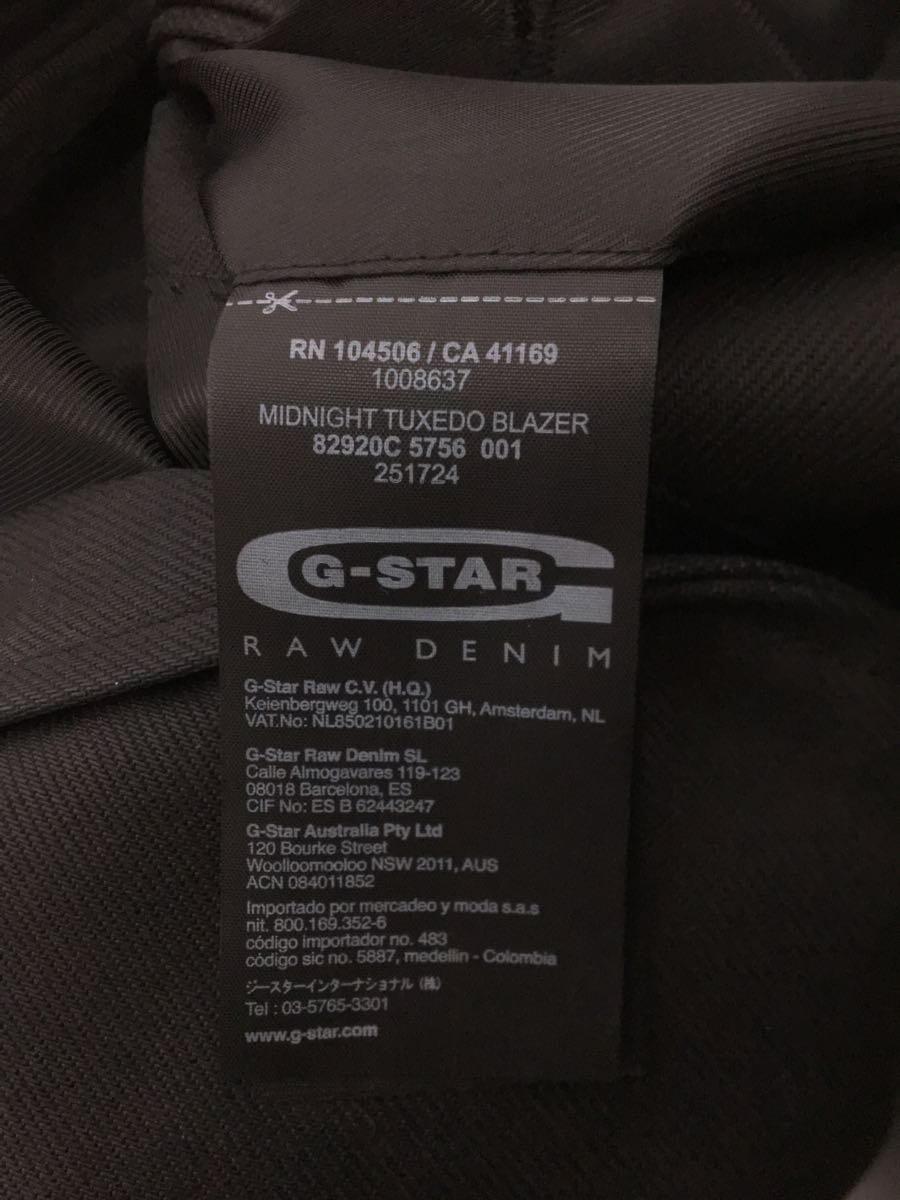 RN 104506 / CA 41169
1008637
MIDNIGHT TUXEDO BLAZER
82920C 5756 001
251724
G-STAR
RAW DENIM
G-Star Raw C.V. (H.Q.)
Keienbergweg 100, 1101 GH, Amsterdam, NL
VAT.No: NL850210161B01
G-Star Raw Denim SL
Calle Almogavares 119-123
08018 Barcelona, ES
CIF No: ES B 62443247
G-Star Australia Pty Ltd
120 Bourke Street
Woolloomooloo NSW 2011, AUS
ACN 084011852
Importado por mercadeo y moda s.a.s
nit. 800.169.352-6
código importador no. 483
código sic no. 5887, medellin - Colombia
ジースターインターナショナル (株)
Tel : 03-5765-3301
www.g-star.com